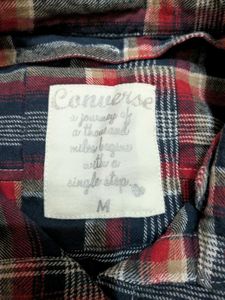 Converse
a journey of
a thousand
miles begins
with a
single step.
M